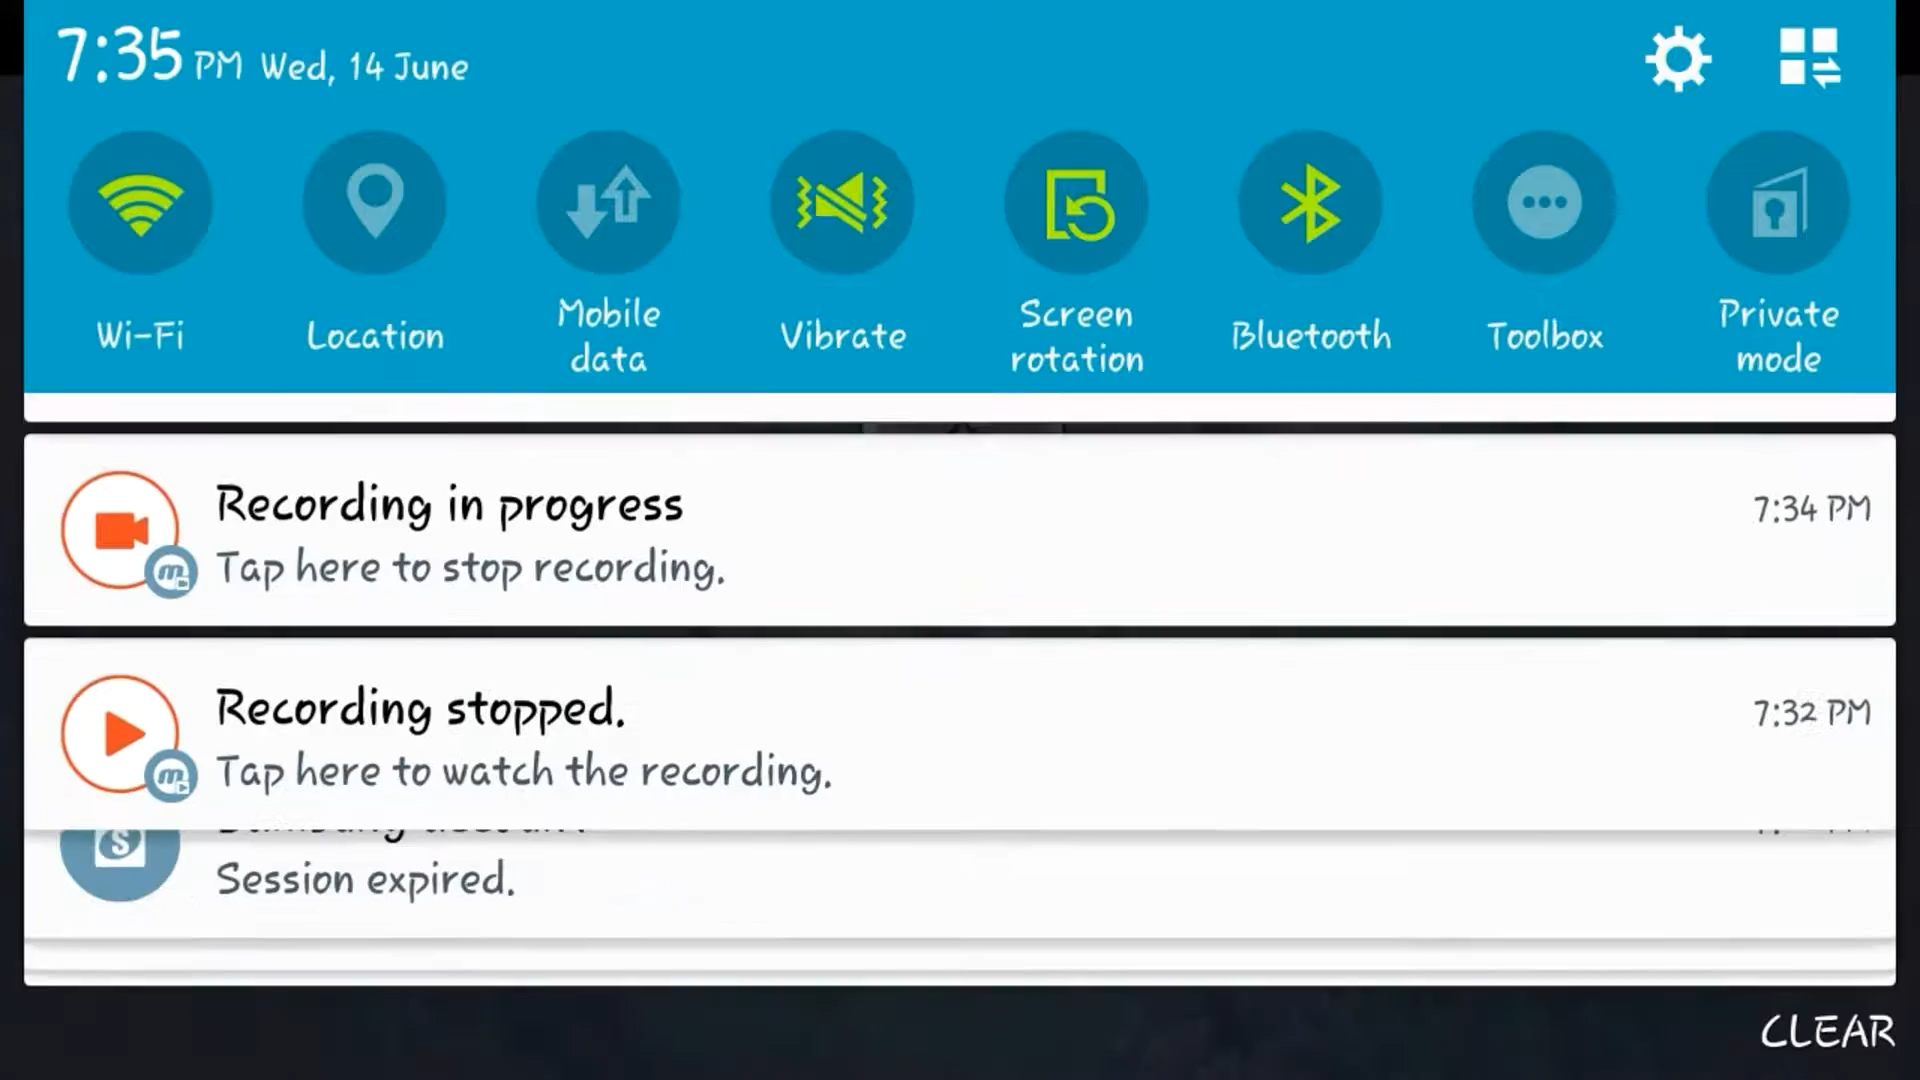 7:35 PM Wed, 14 June
Wi-Fi
Location
Mobile
data
Vibrate
Screen
rotation
Bluetooth
Toolbox
Private
mode
Recording in progress
7:34 PM
Tap here to stop recording.
Recording stopped.
7:32 PM
Tap here to watch the recording.
Session expired.
CLEAR